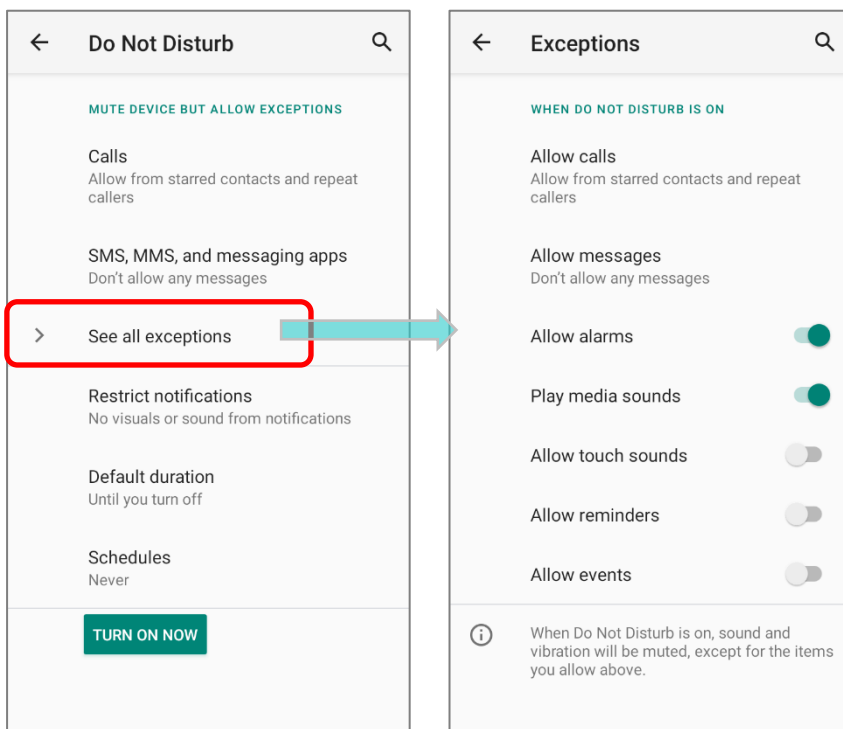 Do Not Disturb
MUTE DEVICE BUT ALLOW EXCEPTIONS
Calls
Allow from starred contacts and repeat
callers
SMS, MMS, and messaging apps
Don't allow any messages
See all exceptions
Restrict notifications
No visuals or sound from notifications
Default duration
Until you turn off
Schedules
Never
TURN ON NOW
Exceptions
WHEN DO NOT DISTURB IS ON
Allow calls
Allow from starred contacts and repeat
callers
Allow messages
Don't allow any messages
Allow alarms
Play media sounds
Allow touch sounds
Allow reminders
Allow events
When Do Not Disturb is on, sound and
vibration will be muted, except for the items
you allow above.